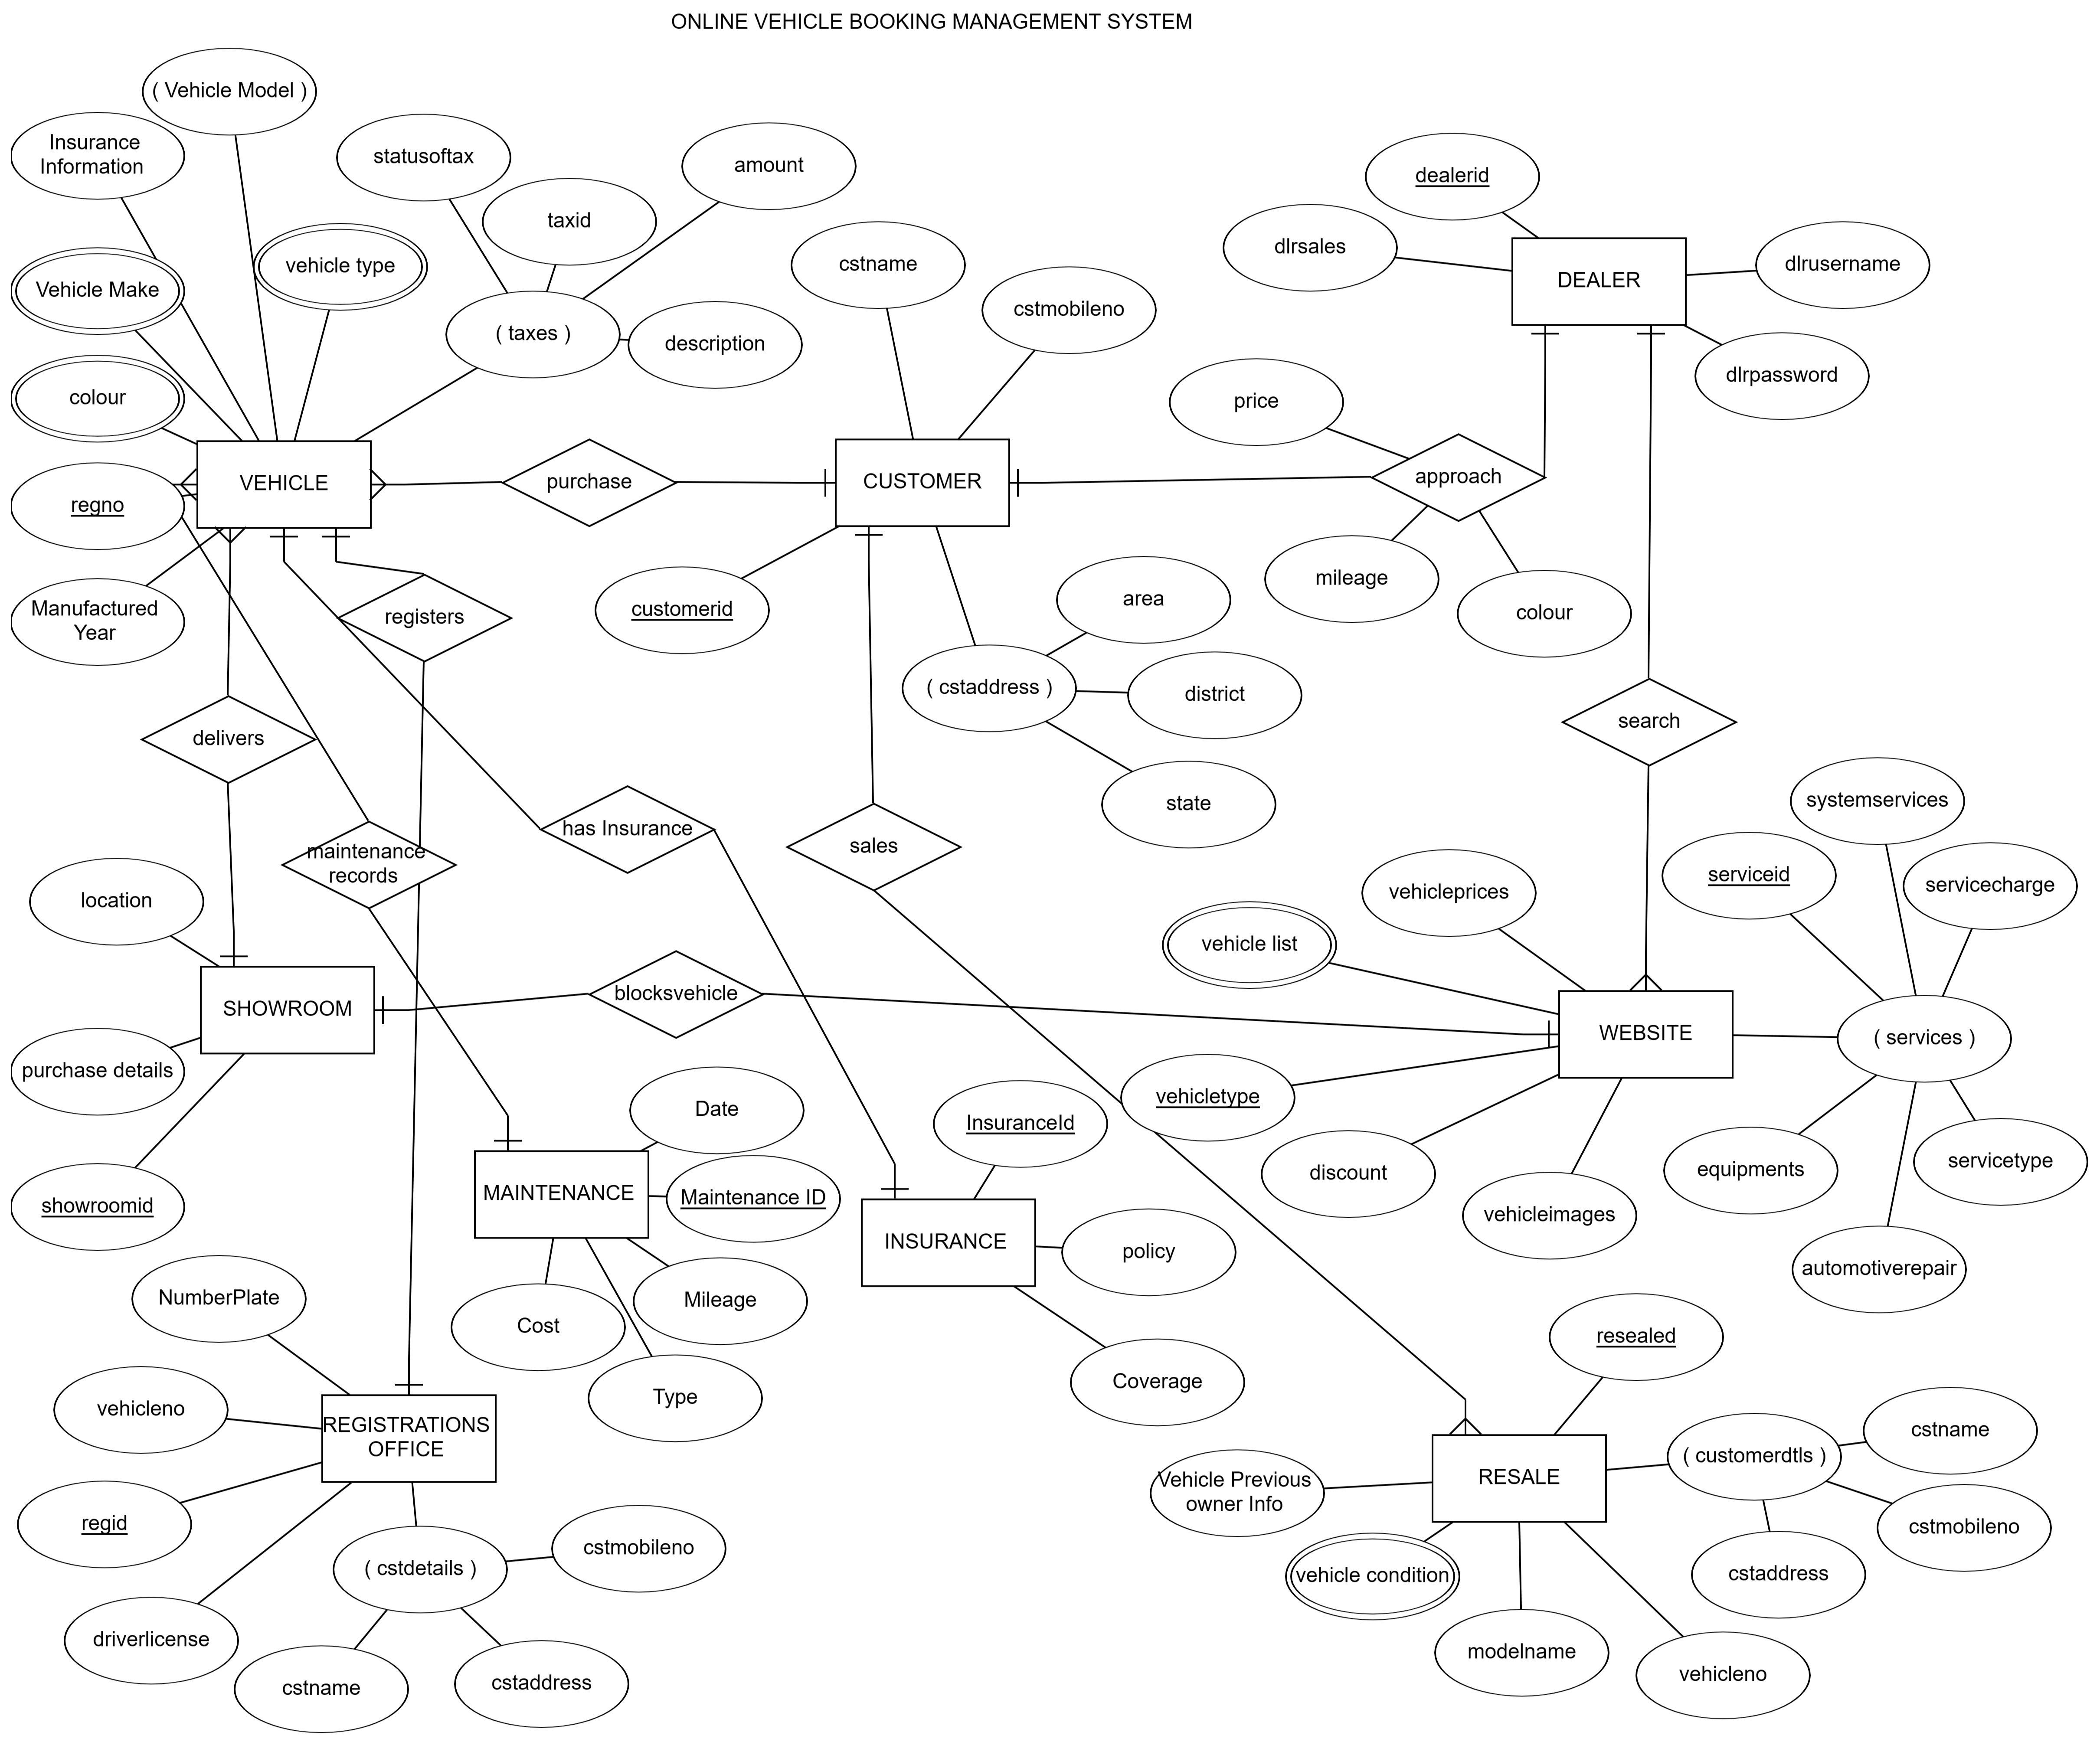 ONLINE VEHICLE BOOKING MANAGEMENT SYSTEM
( Vehicle Model )
Insurance
Information
statusoftax
amount
taxid
dealerid
dlrsales
dlrusername
cstname
vehicle type
Vehicle Make
cstmobileno
DEALER
( taxes )
description
dlrpassword
colour
price
VEHICLE
purchase
CUSTOMER
approach
regno
mileage
colour
Manufactured
Year
registers
customerid
area
( cstaddress )
district
search
delivers
state
systemservices
has Insurance
sales
maintenance
records
serviceid
servicecharge
vehicleprices
location
vehicle list
blocksvehicle
SHOWROOM
WEBSITE
( services )
purchase details
vehicletype
Date
InsuranceId
discount
equipments
servicetype
MAINTENANCE
Maintenance ID
showroomid
vehicleimages
INSURANCE
policy
automotiverepair
NumberPlate
Mileage
Cost
resealed
Coverage
Type
vehicleno
REGISTRATIONS
OFFICE
cstname
( customerdtls )
RESALE
Vehicle Previous
owner Info
regid
cstmobileno
cstmobileno
( cstdetails )
vehicle condition
cstaddress
driverlicense
modelname
vehicleno
cstname
cstaddress